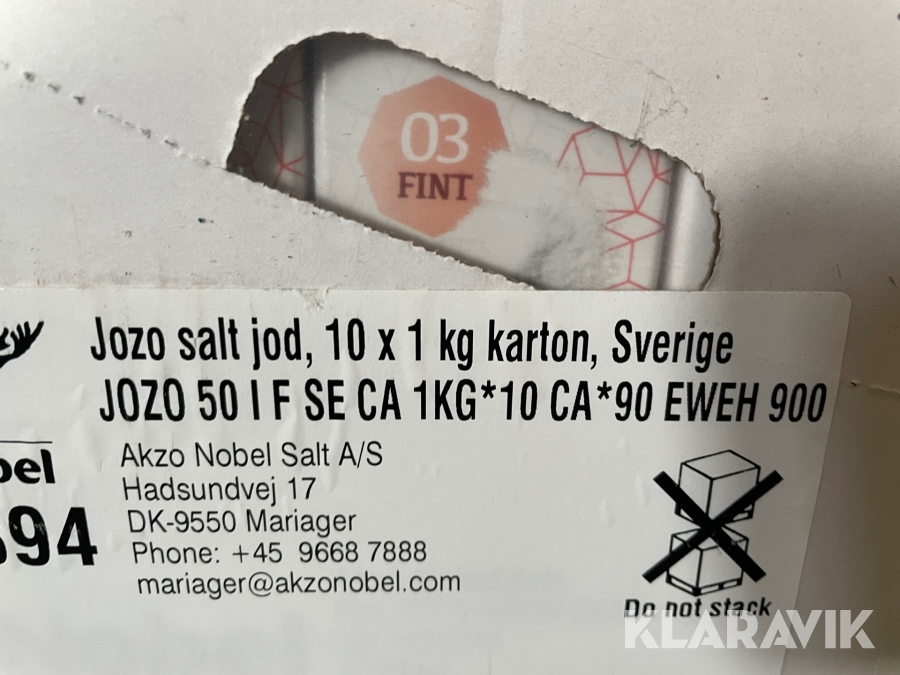 03
FINT
Jozo salt jod, 10 x 1 kg karton, Sverige
JOZO 50 I F SE CA 1KG*10 CA*90 EWEH 900
bel
94
Akzo Nobel Salt A/S
Hadsundvej 17
DK-9550 Mariager
Phone: +45 9668 7888
mariager@akzonobel.com
Do not stack
KLARAVIK